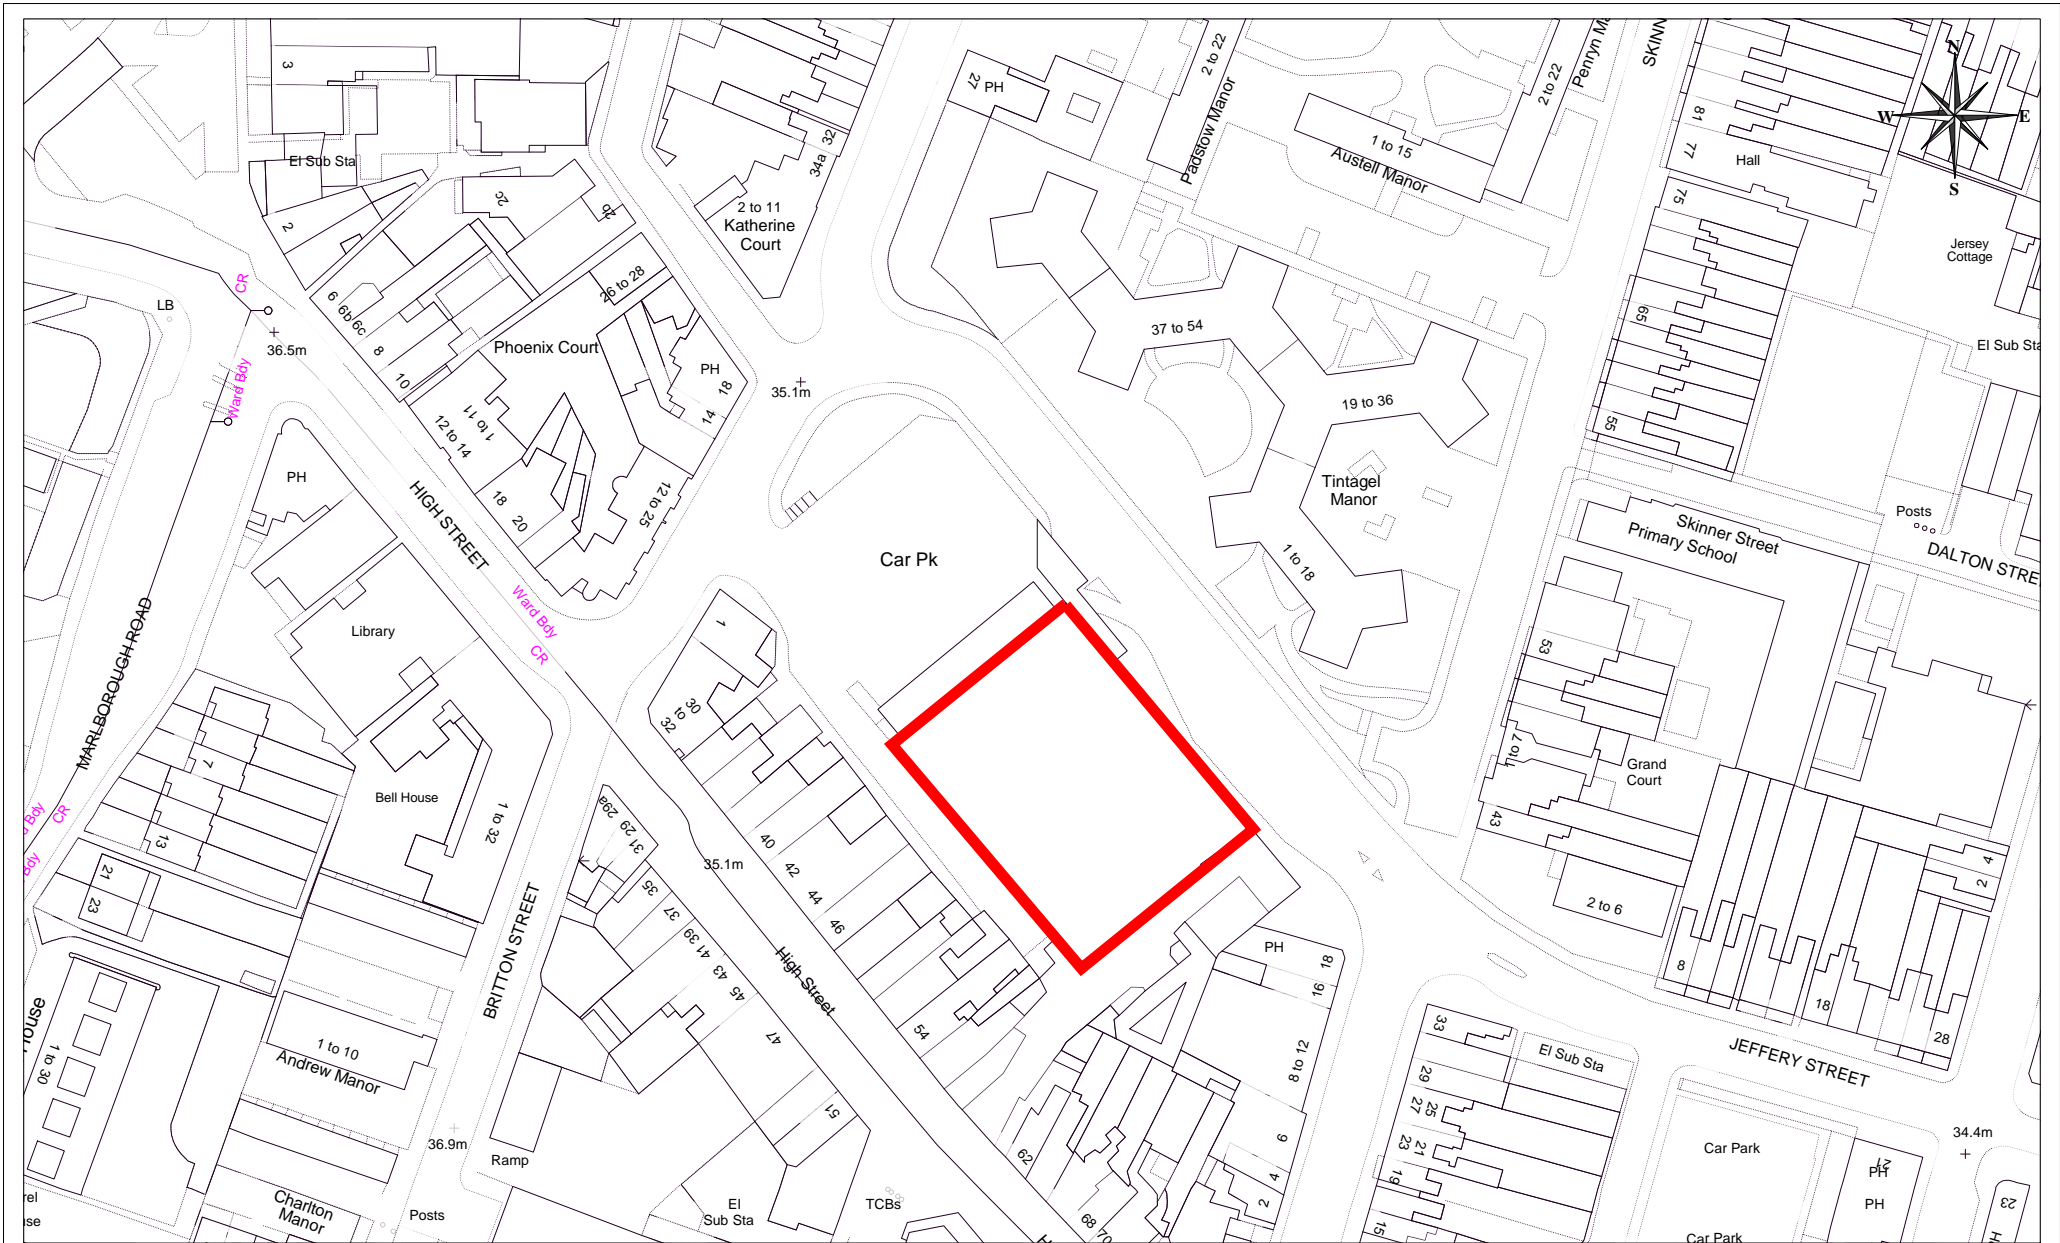 3
El Sub Sta
2
2c
2b
2 to 11
Katherine
Court
34a
32
27
PH
2 to 22
Padstow Manor
1 to 15
Austell Manor
2 to 22
Penryn Ma
SKINN
81
77
Hall
75
N
W
E
S
Jersey
Cottage
El Sub Sta
65
55
LB
CR
36.5m
Ward Bdy
6
6b
6c
8
10
Phoenix Court
26 to 28
PH
18
14
35.1m
1 to 11
12 to 14
18
20
12 to 25
37 to 54
19 to 36
Tintagel
Manor
1 to 18
PH
HIGH STREET
Ward Bdy
CR
Car Pk
Skinner Street
Primary School
Posts
DALTON STRE
MARLBOROUGH ROAD
Library
1
30
to
32
53
1 to 7
Grand
Court
43
2 to 6
7
13
Bell House
1 to 32
d Bdy
CR
Bdy
21
23
29a
29
31
35
37
39
41
43
45
47
51
35.1m
40
42
44
46
54
62
68
70
High Street
BRITTON STREET
PH
18
16
8 to 12
6
4
2
8
18
28
4
2
JEFFERY STREET
33
29
27
25
23
21
19
15
El Sub Sta
House
1 to 30
1 to 10
Andrew Manor
36.9m
Ramp
Charlton
Manor
Posts
El
Sub Sta
TCBs
Car Park
Car Park
34.4m
21
PH
PH
23
H
rel
se